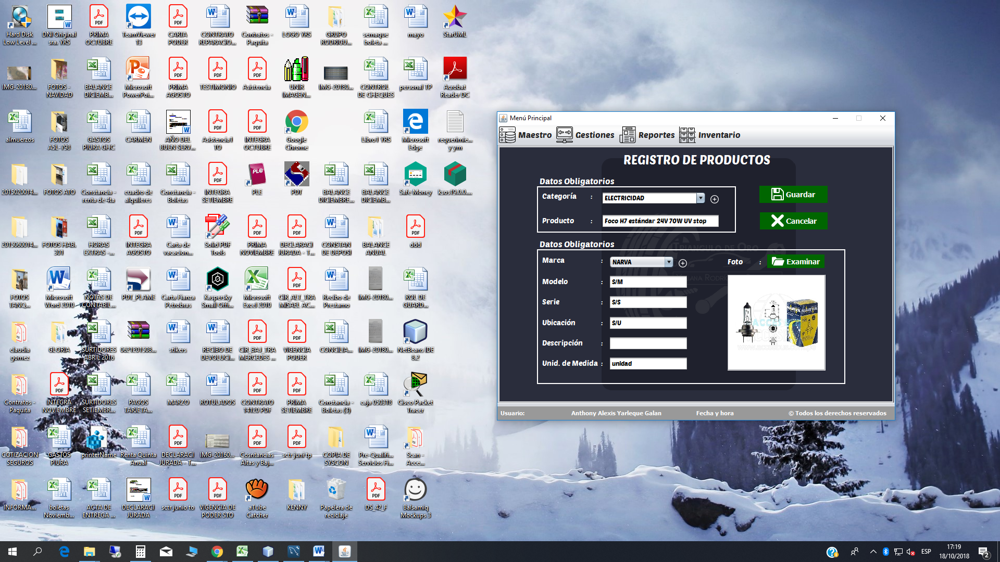 Hard Disk
Low Level ...
DNI Original
sra. YRS
PRIMA
OCTUBRE
TeamViewer
13
CARTA
PODER
CONTRATO
REPARACIO...
Contratos -
Paquita
LOGO YRS
GRUPO
RODRIGU...
sernaque
boleta ...
mayo
StarUML
IMG-20180...
FOTOS -
NAVIDAD
BALANCE
DICIEMB...
Microsoft
PowerPoi...
PRIMA
AGOSTO
TESTIMONIO
Asistencia
UNIR
IMAGEN...
IMG-20180...
CONTROL
DE CHEQUES
personal TP
Acrobat
Reader DC
almuerzos
FOTOS
A5L-798
GASTOS
PIURA GHC
CARMEN
AÑO DEL
BUEN SERV...
Asistencia I
TO
INTEGRA
OCTUBRE
Google
Chrome
Libro I YRS
Microsoft
Edge
requerimie...
y ym
2015020014...
FOTOS ATO
Constancia -
renta de 4ta
cuadro de
alquileres
Constancia -
Boletas
INTEGRA
SETIEMBRE
PLE
PDT
BALANCE
DICIEMBRE...
BALANCE
DICIEMB...
Safe Money
ksos19.0.0....
2015060014...
FOTOS HAB.
301
HORAS
EXTRAS -...
INTEGRA
AGOSTO
Carta de
vacacion...
Solid PDF
Tools
PRIMA
NOVIEMBRE
DECLARACI
JURADA - T...
CONSTAN
DE DEPOSI
BALANCE
ANUAL
ddd
FOTOS
TANQ...
Microsoft
Word 2010
NOTAS DE
CONTABIL...
PDT_PLAME
Carta Fianza
Petrobras
Kaspersky
Small Offi...
Microsoft
Excel 2010
CIR_ALT_TRA
MISAEL AC...
Recibo de
Prestamo
IMG-20180...
ROL DE
GUARD...
claudia
gomez
GLORIA
SURTIDORES
ABRIL 2016
0621201508...
stikers
RECIBO DE
DEVOLUCI...
CIR_BAJ_TRA
MERCEDES ...
VIGENCIA
PODER
CONCILIA...
IMG-20180...
NetBeans IDE
8.2
Contratos -
Paquita
INTEGRA
NOVIEMBRE
SURTIDORES
SETIEMBR...
PAGOS
TARJETA...
MARZO
ROTULADOS
CONTRATO
14120 PDF
PRIMA
SETIEMBRE
Constancia -
Boletas (3)
caja 050318
Cisco Packet
Tracer
COTIZACION
SEGUROS
GASTOS
PIURA
printerName
Renta Quinta
Anual
DECLARACI
JURADA - T...
IMG-20160...
Cosntancias
Altas y Baj...
sctr juni tp
COPIA DE
SYSCON
Pre-Qualifi...
Servicios Fi...
Scan -
Acce...
INFORMA...
boletas
Noviemb...
ACTA DE
ENTREGA ...
DECLARACI
JURADA
sctr junio to
VIGENCIA DE
PODER STO
aTube
Catcher
KENNY
Papelera de
reciclaje
DS_42_F
Balsamiq
Mockups 3
Menú Principal
Maestro Gestiones Reportes Inventario
REGISTRO DE PRODUCTOS
Datos Obligatorios
Categoría : ELECTRICIDAD
Producto : Foco H7 estándar 24V 70W UV stop
Guardar
Cancelar
Datos Obligatorios
Marca : NARVA
Foto : Examinar
Modelo : S/M
Serie : S/S
Ubicación : S/U
Descripción :
Unid. de Medida : unidad
TRIANGULO DE ORO
NARVA
Usuario: Anthony Alexis Yarleque Galan Fecha y hora © Todos los derechos reservados
ESP
17:19
18/10/2018
2